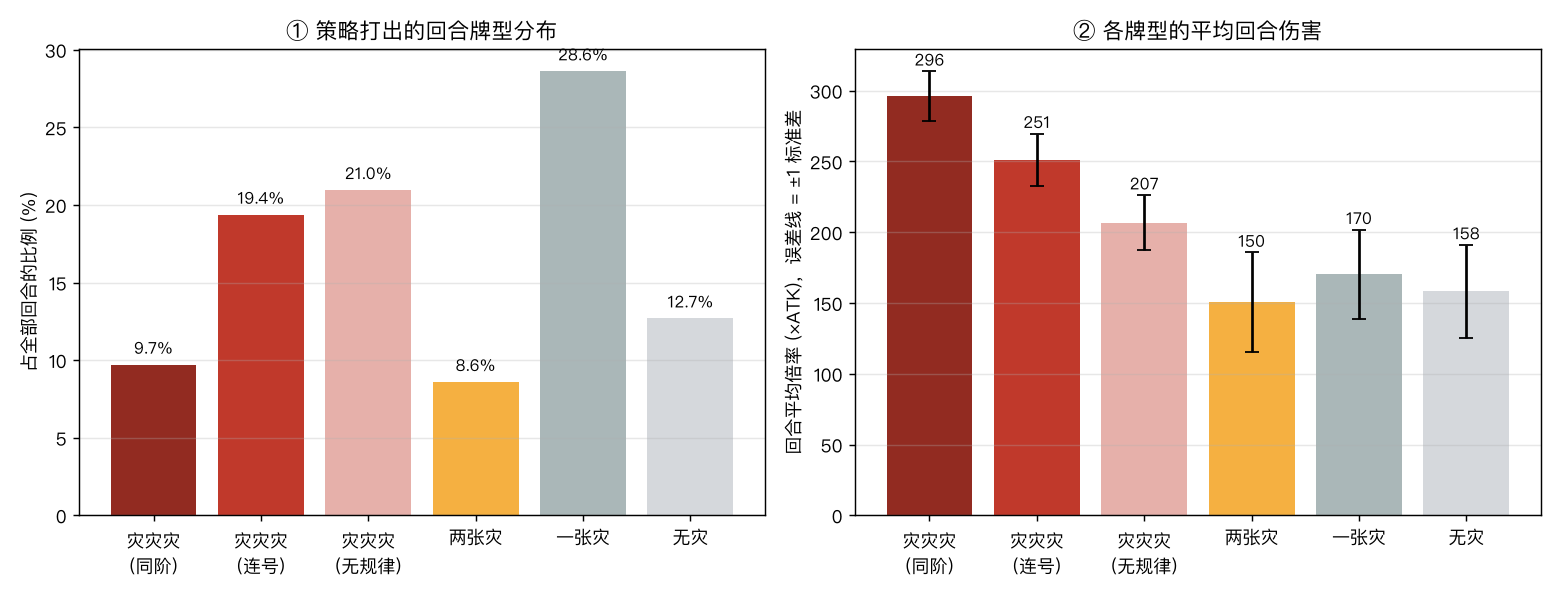 ① 策略打出的回合牌型分布
占全部回合的比例 (%)
30
25
20
15
10
5
0
9.7%
19.4%
21.0%
8.6%
28.6%
12.7%
灾灾灾
(同阶)
灾灾灾
(连号)
灾灾灾
(无规律)
两张灾
一张灾
无灾
② 各牌型的平均回合伤害
回合平均倍率 (×ATK)，误差线 = ±1 标准差
300
250
200
150
100
50
0
296
251
207
150
170
158
灾灾灾
(同阶)
灾灾灾
(连号)
灾灾灾
(无规律)
两张灾
一张灾
无灾